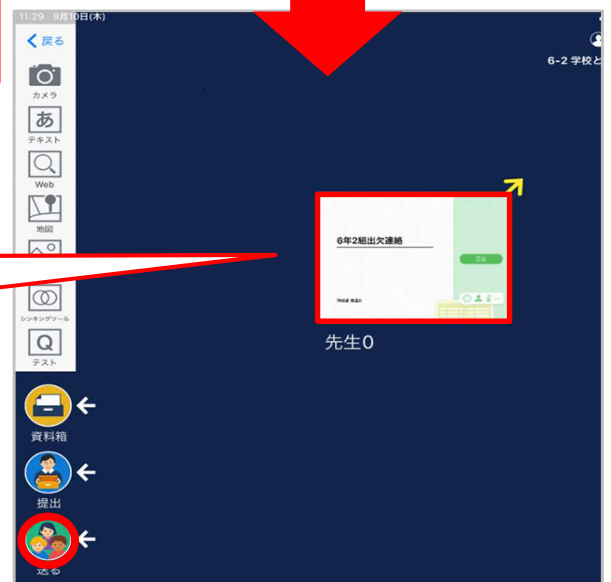 11:29 9月10日(木)
戻る
6-2 学校と
カメラ
あ
テキスト
Web
地図
6年2組出欠連絡
シンキングツール
Q
テスト
先生0
資料箱
提出
送る